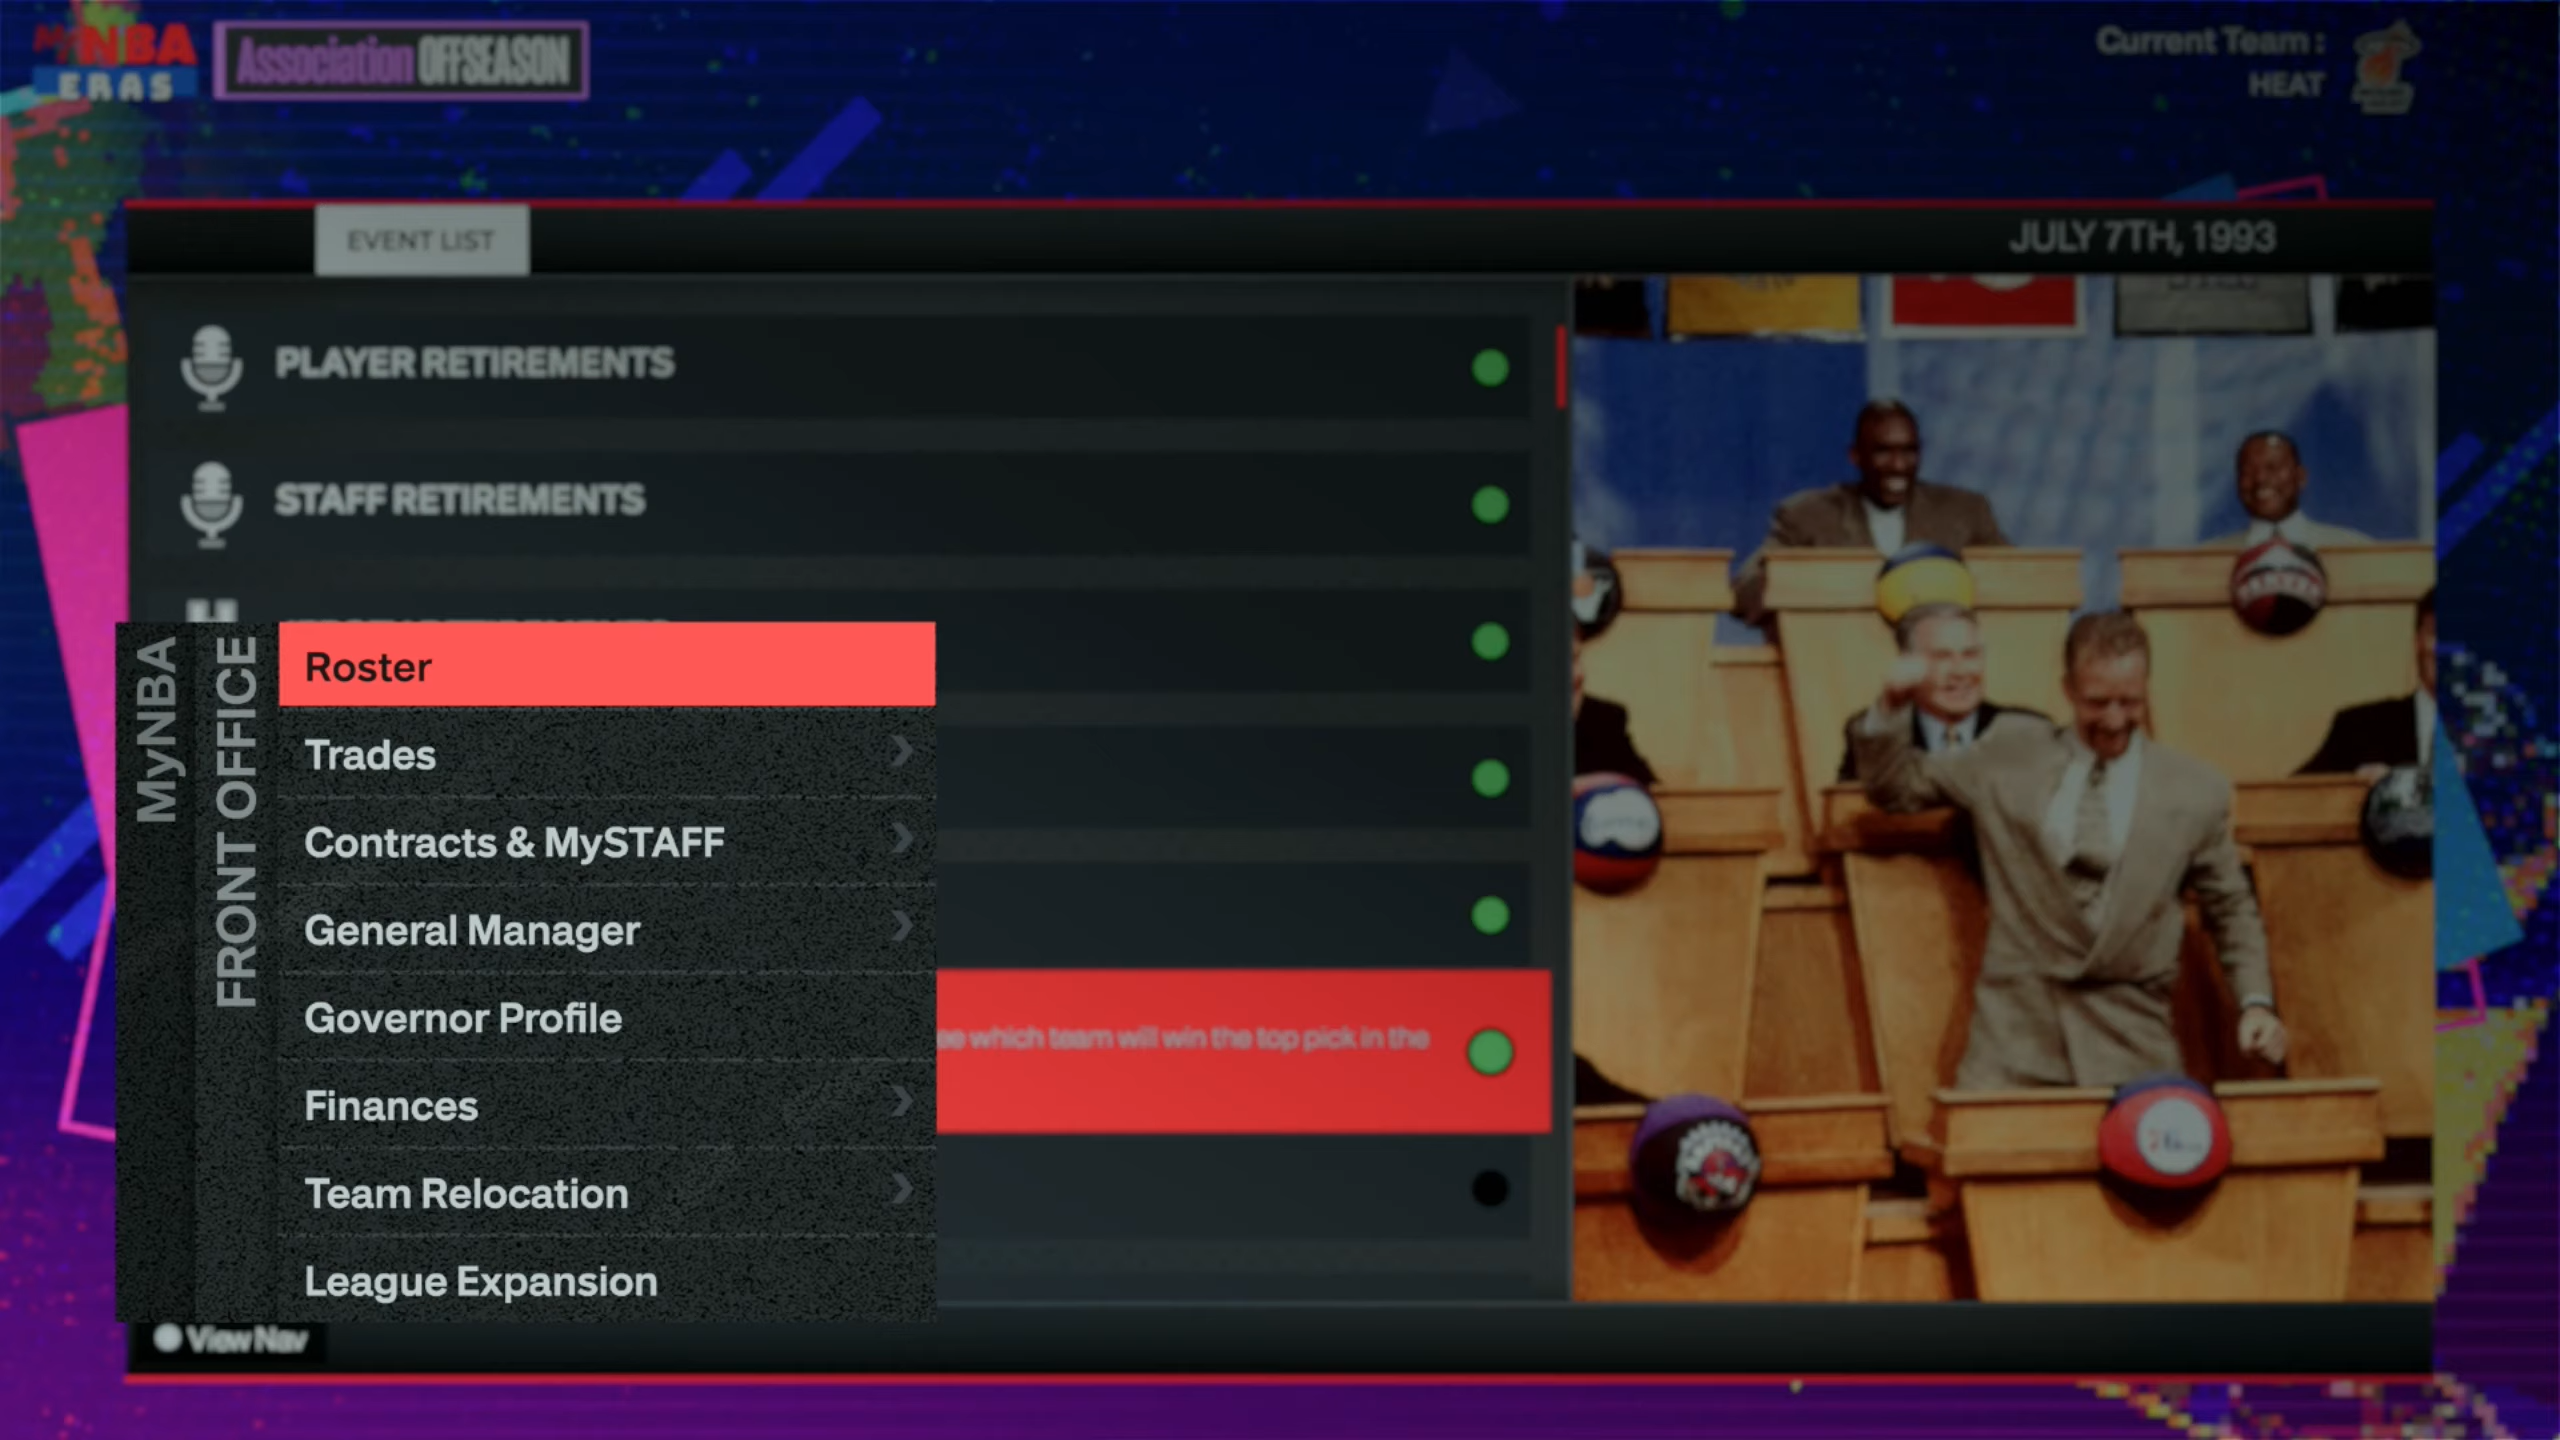 MyNBA
ERAS
Association OFFSEASON
Current Team :
HEAT
EVENT LIST
JULY 7TH, 1993
PLAYER RETIREMENTS
STAFF RETIREMENTS
MyNBA
FRONT OFFICE
Roster
Trades
Contracts & MySTAFF
General Manager
Governor Profile
Finances
Team Relocation
League Expansion
which team will win the top pick in the
View Nav